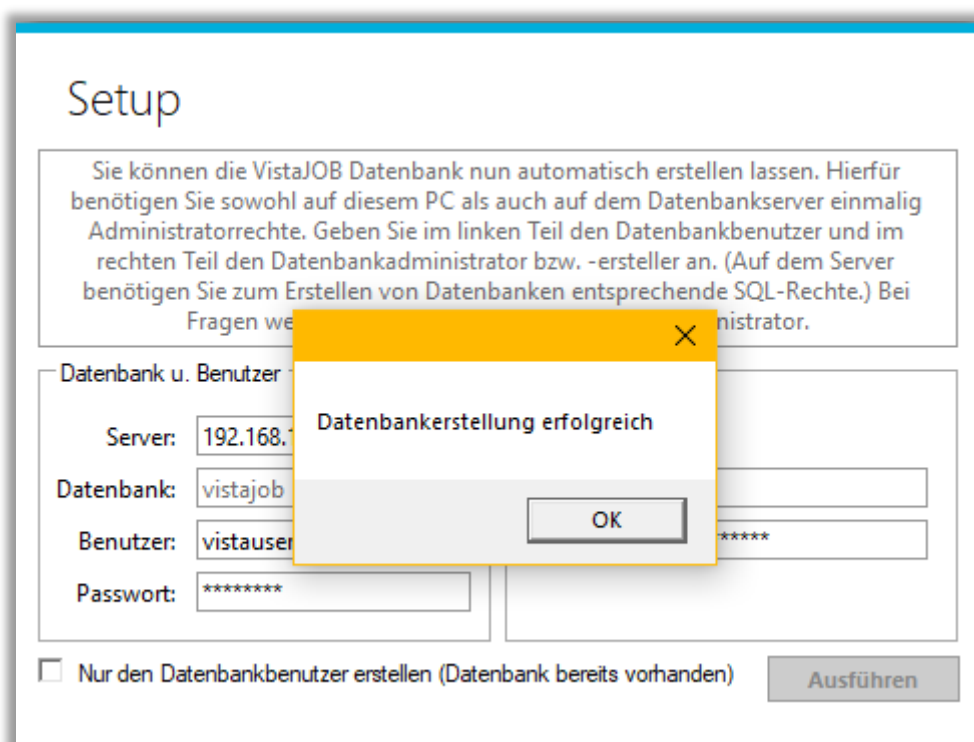 Setup
Sie können die VistaJOB Datenbank nun automatisch erstellen lassen. Hierfür
benötigen Sie sowohl auf diesem PC als auch auf dem Datenbankserver einmalig
Administratorrechte. Geben Sie im linken Teil den Datenbankbenutzer und im
rechten Teil den Datenbankadministrator bzw. -ersteller an. (Auf dem Server
benötigen Sie zum Erstellen von Datenbanken entsprechende SQL-Rechte.) Bei
Fragen we nistrator.
Datenbank u. Benutzer
Datenbankerstellung erfolgreich
Server: 192.168.1
Datenbank: vistajob
OK
Benutzer: vistauser *****
Passwort: ********
Nur den Datenbankbenutzer erstellen (Datenbank bereits vorhanden)
Ausführen